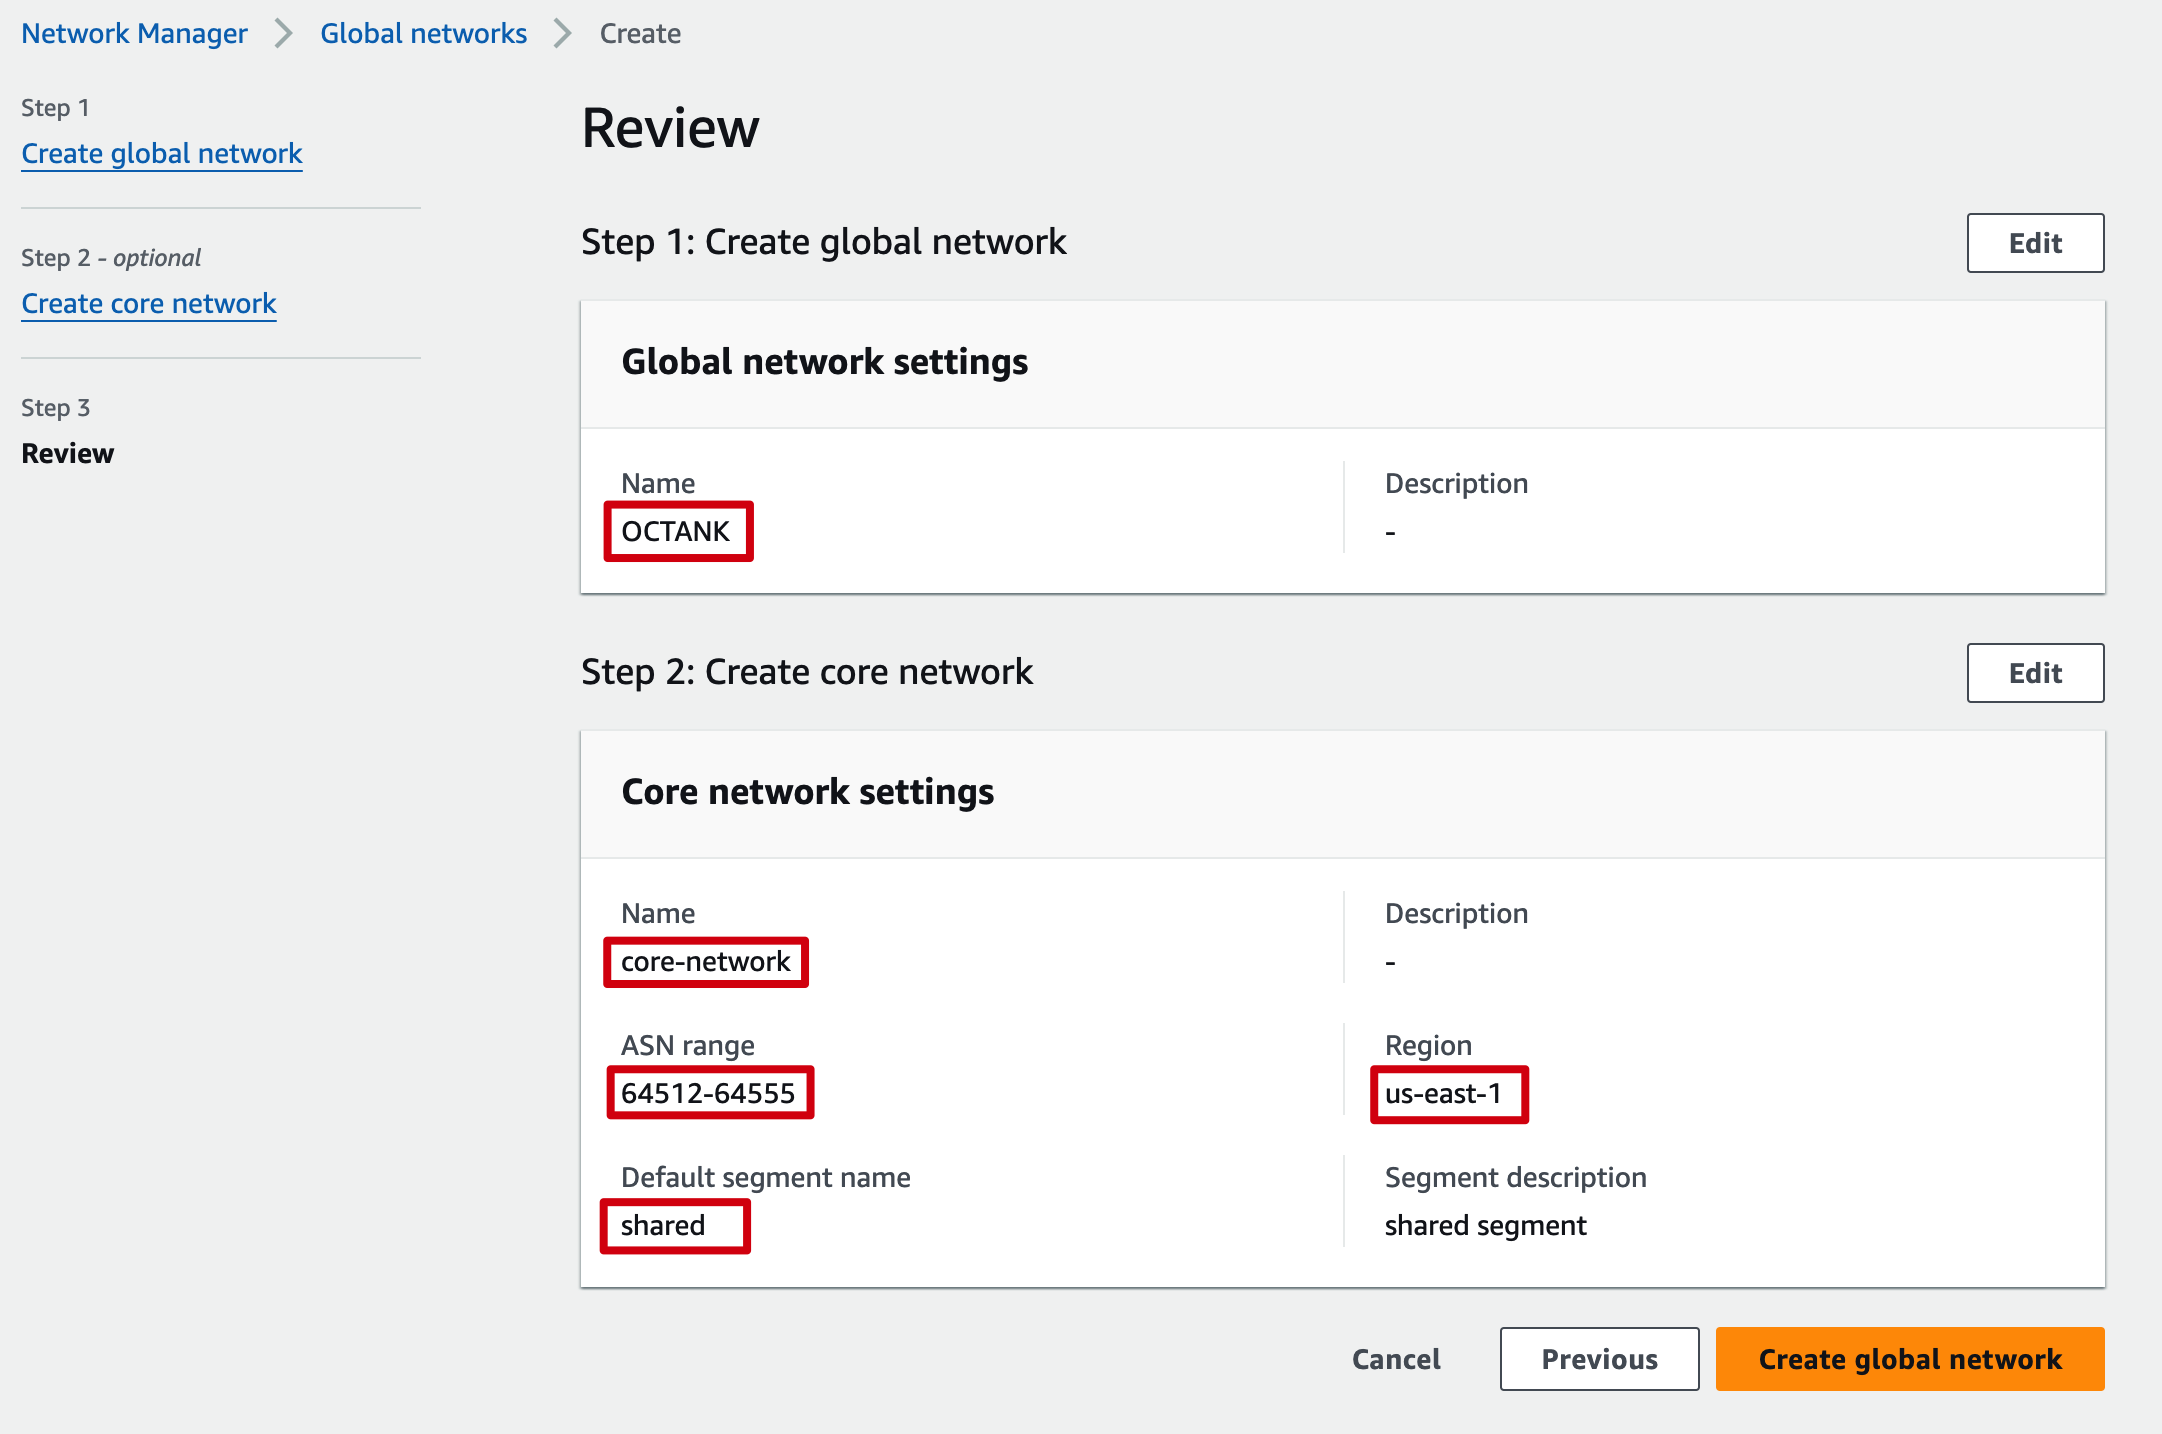 Network Manager > Global networks > Create
Step 1
Create global network
Step 2 - optional
Create core network
Step 3
Review
Review
Step 1: Create global network
Edit
Global network settings
Name
Description
OCTANK
-
Step 2: Create core network
Edit
Core network settings
Name
Description
core-network
-
ASN range
Region
64512-64555
us-east-1
Default segment name
Segment description
shared
shared segment
Cancel
Previous
Create global network